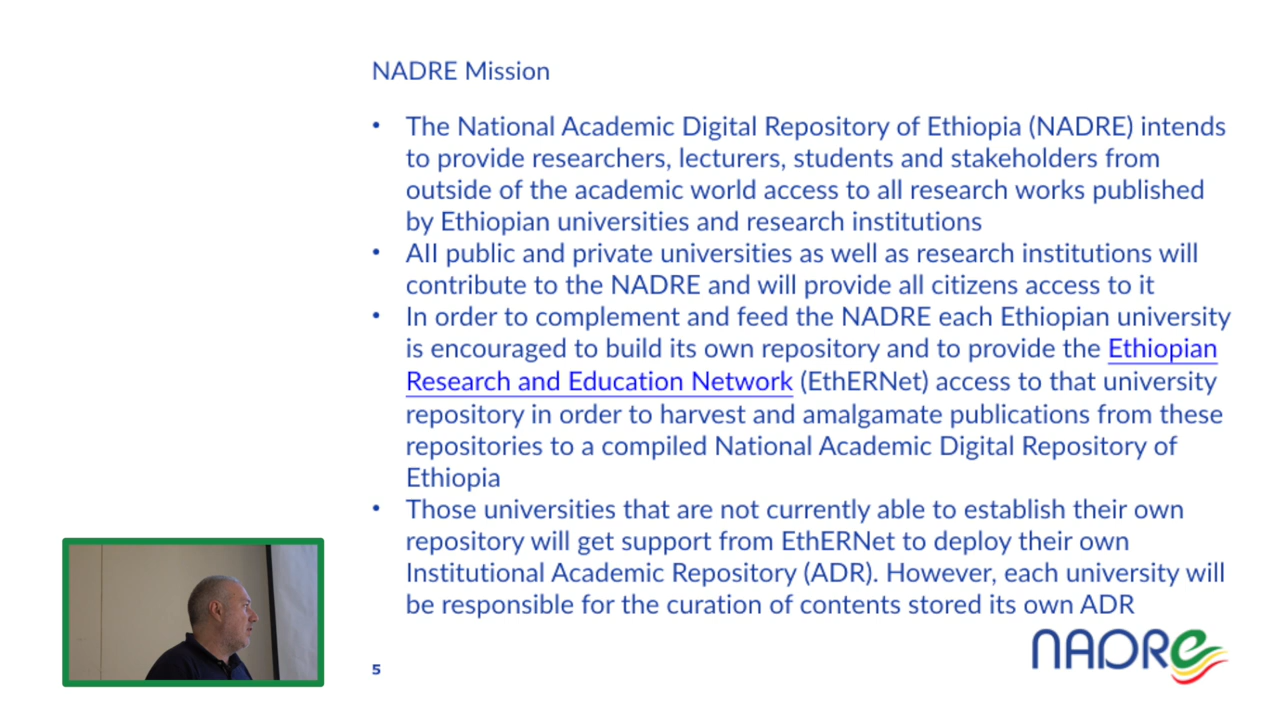 NADRE Mission
• The National Academic Digital Repository of Ethiopia (NADRE) intends
to provide researchers, lecturers, students and stakeholders from
outside of the academic world access to all research works published
by Ethiopian universities and research institutions
• All public and private universities as well as research institutions will
contribute to the NADRE and will provide all citizens access to it
• In order to complement and feed the NADRE each Ethiopian university
is encouraged to build its own repository and to provide the Ethiopian
Research and Education Network (EthERNet) access to that university
repository in order to harvest and amalgamate publications from these
repositories to a compiled National Academic Digital Repository of
Ethiopia
• Those universities that are not currently able to establish their own
repository will get support from EthERNet to deploy their own
Institutional Academic Repository (ADR). However, each university will
be responsible for the curation of contents stored its own ADR
NADRe
5